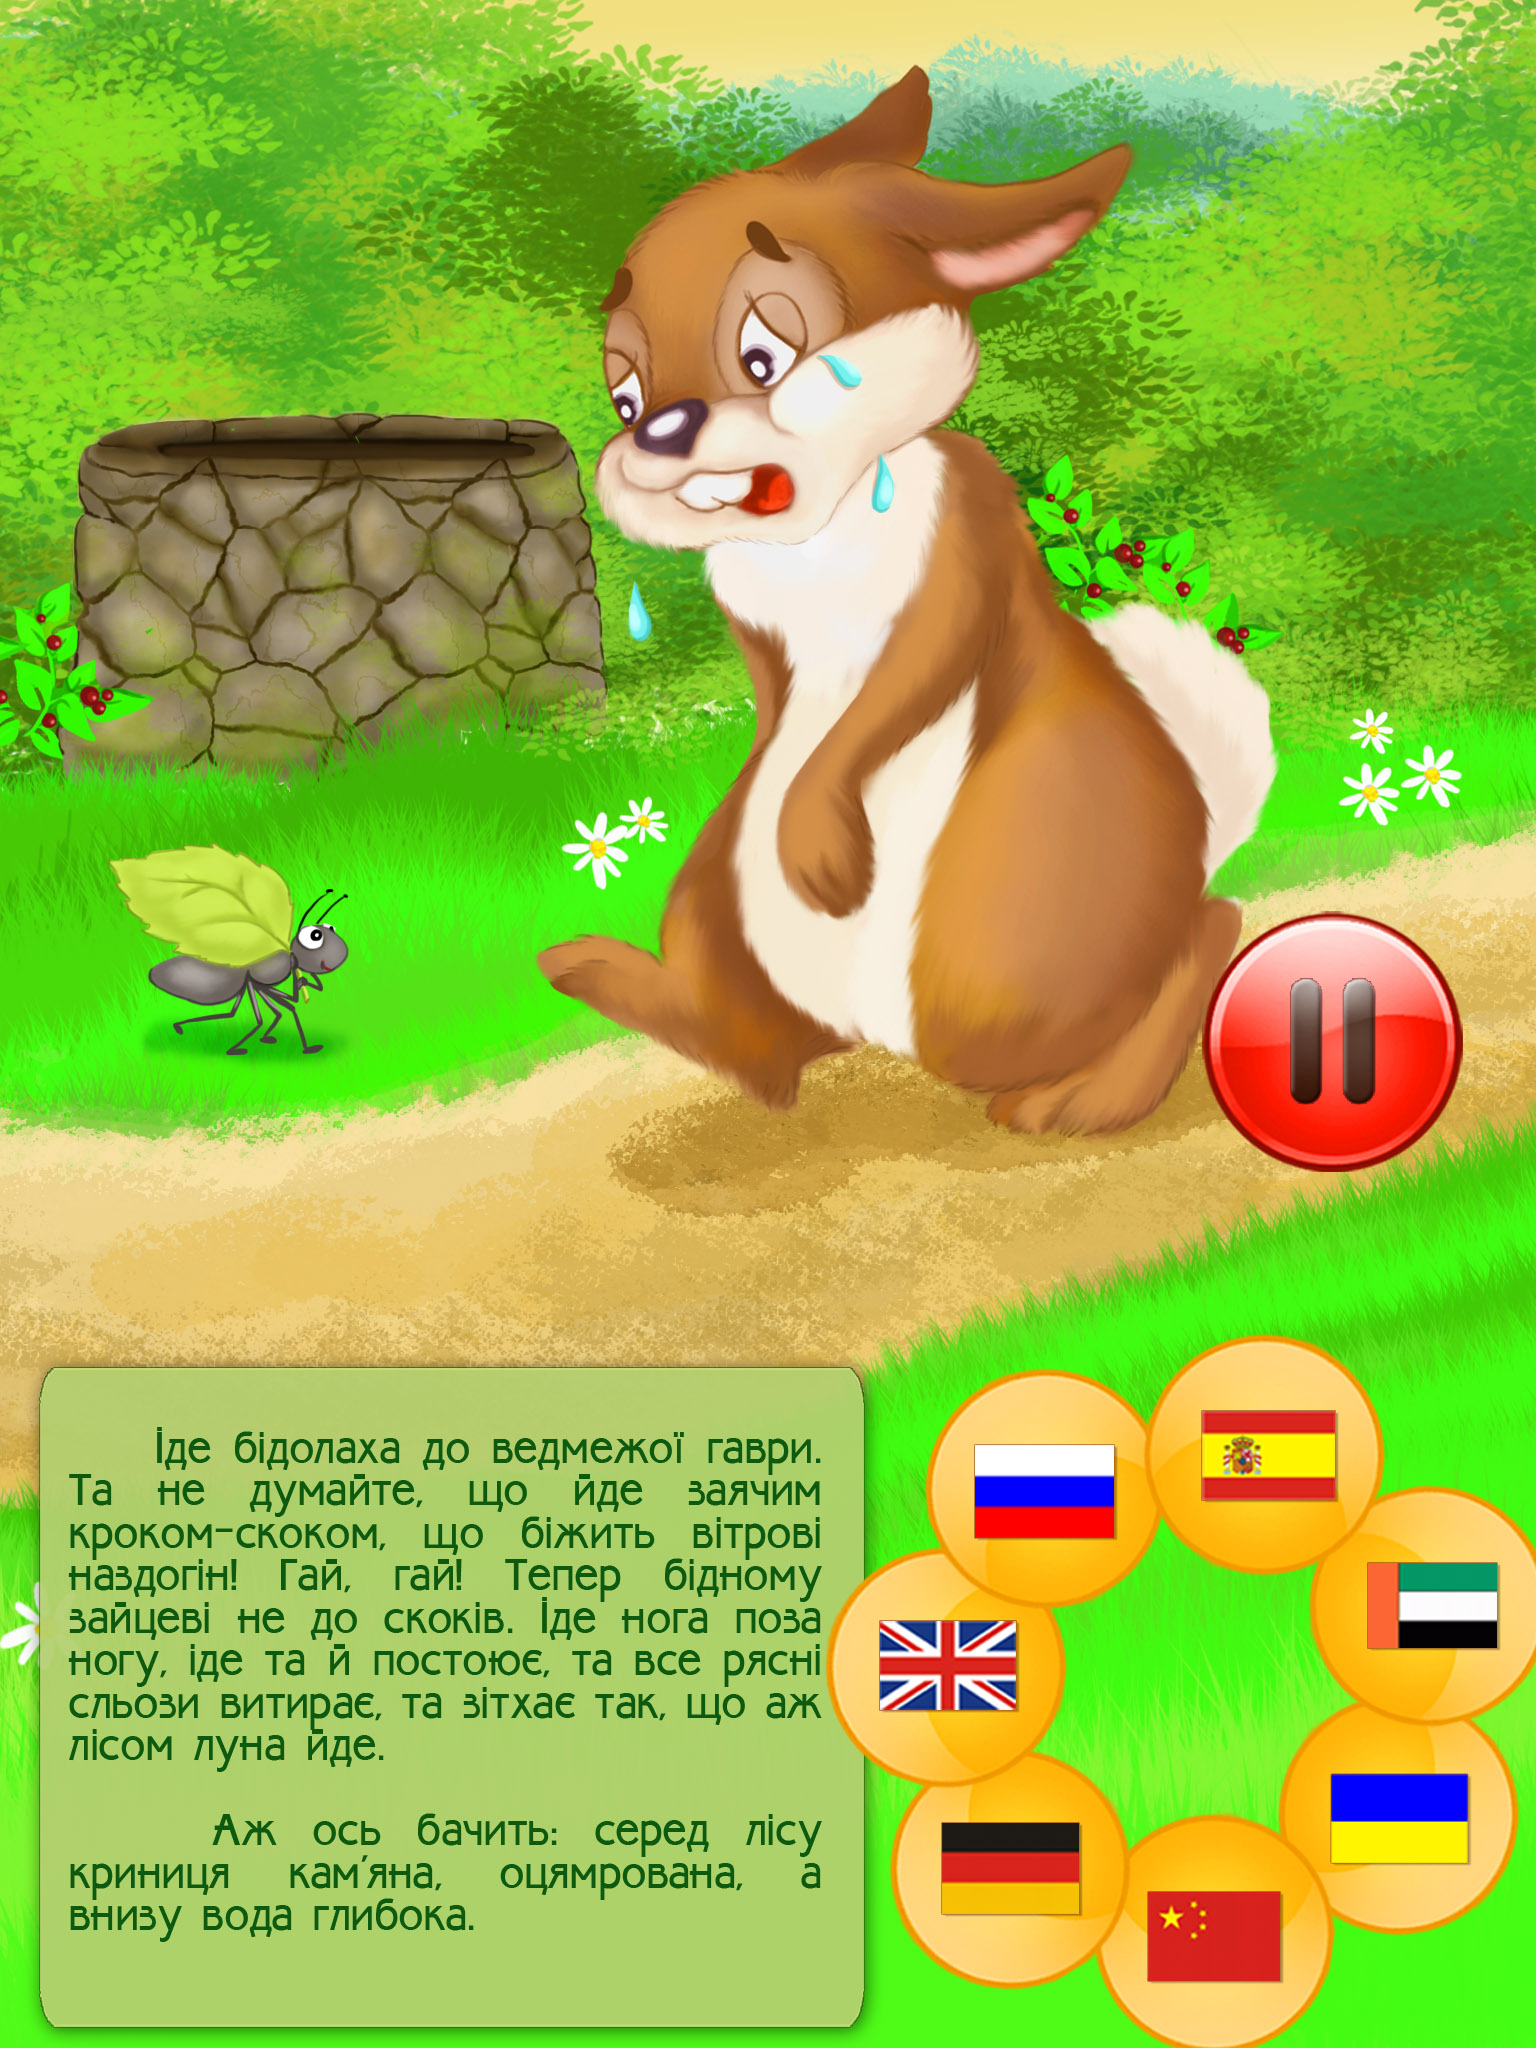 Іде бідолаха до ведмежої гаври.
Та не думайте, що йде заячим
кроком-скоком, що біжить вітрові
наздогін! Гай, гай! Тепер бідному
зайцеві не до скоків. Іде нога поза
ногу, іде та й постоює, та все рясні
сльози витирає, та зітхає так, що аж
лісом луна йде.
Аж ось бачить: серед лісу
криниця кам'яна, оцямрована, а
внизу вода глибока.